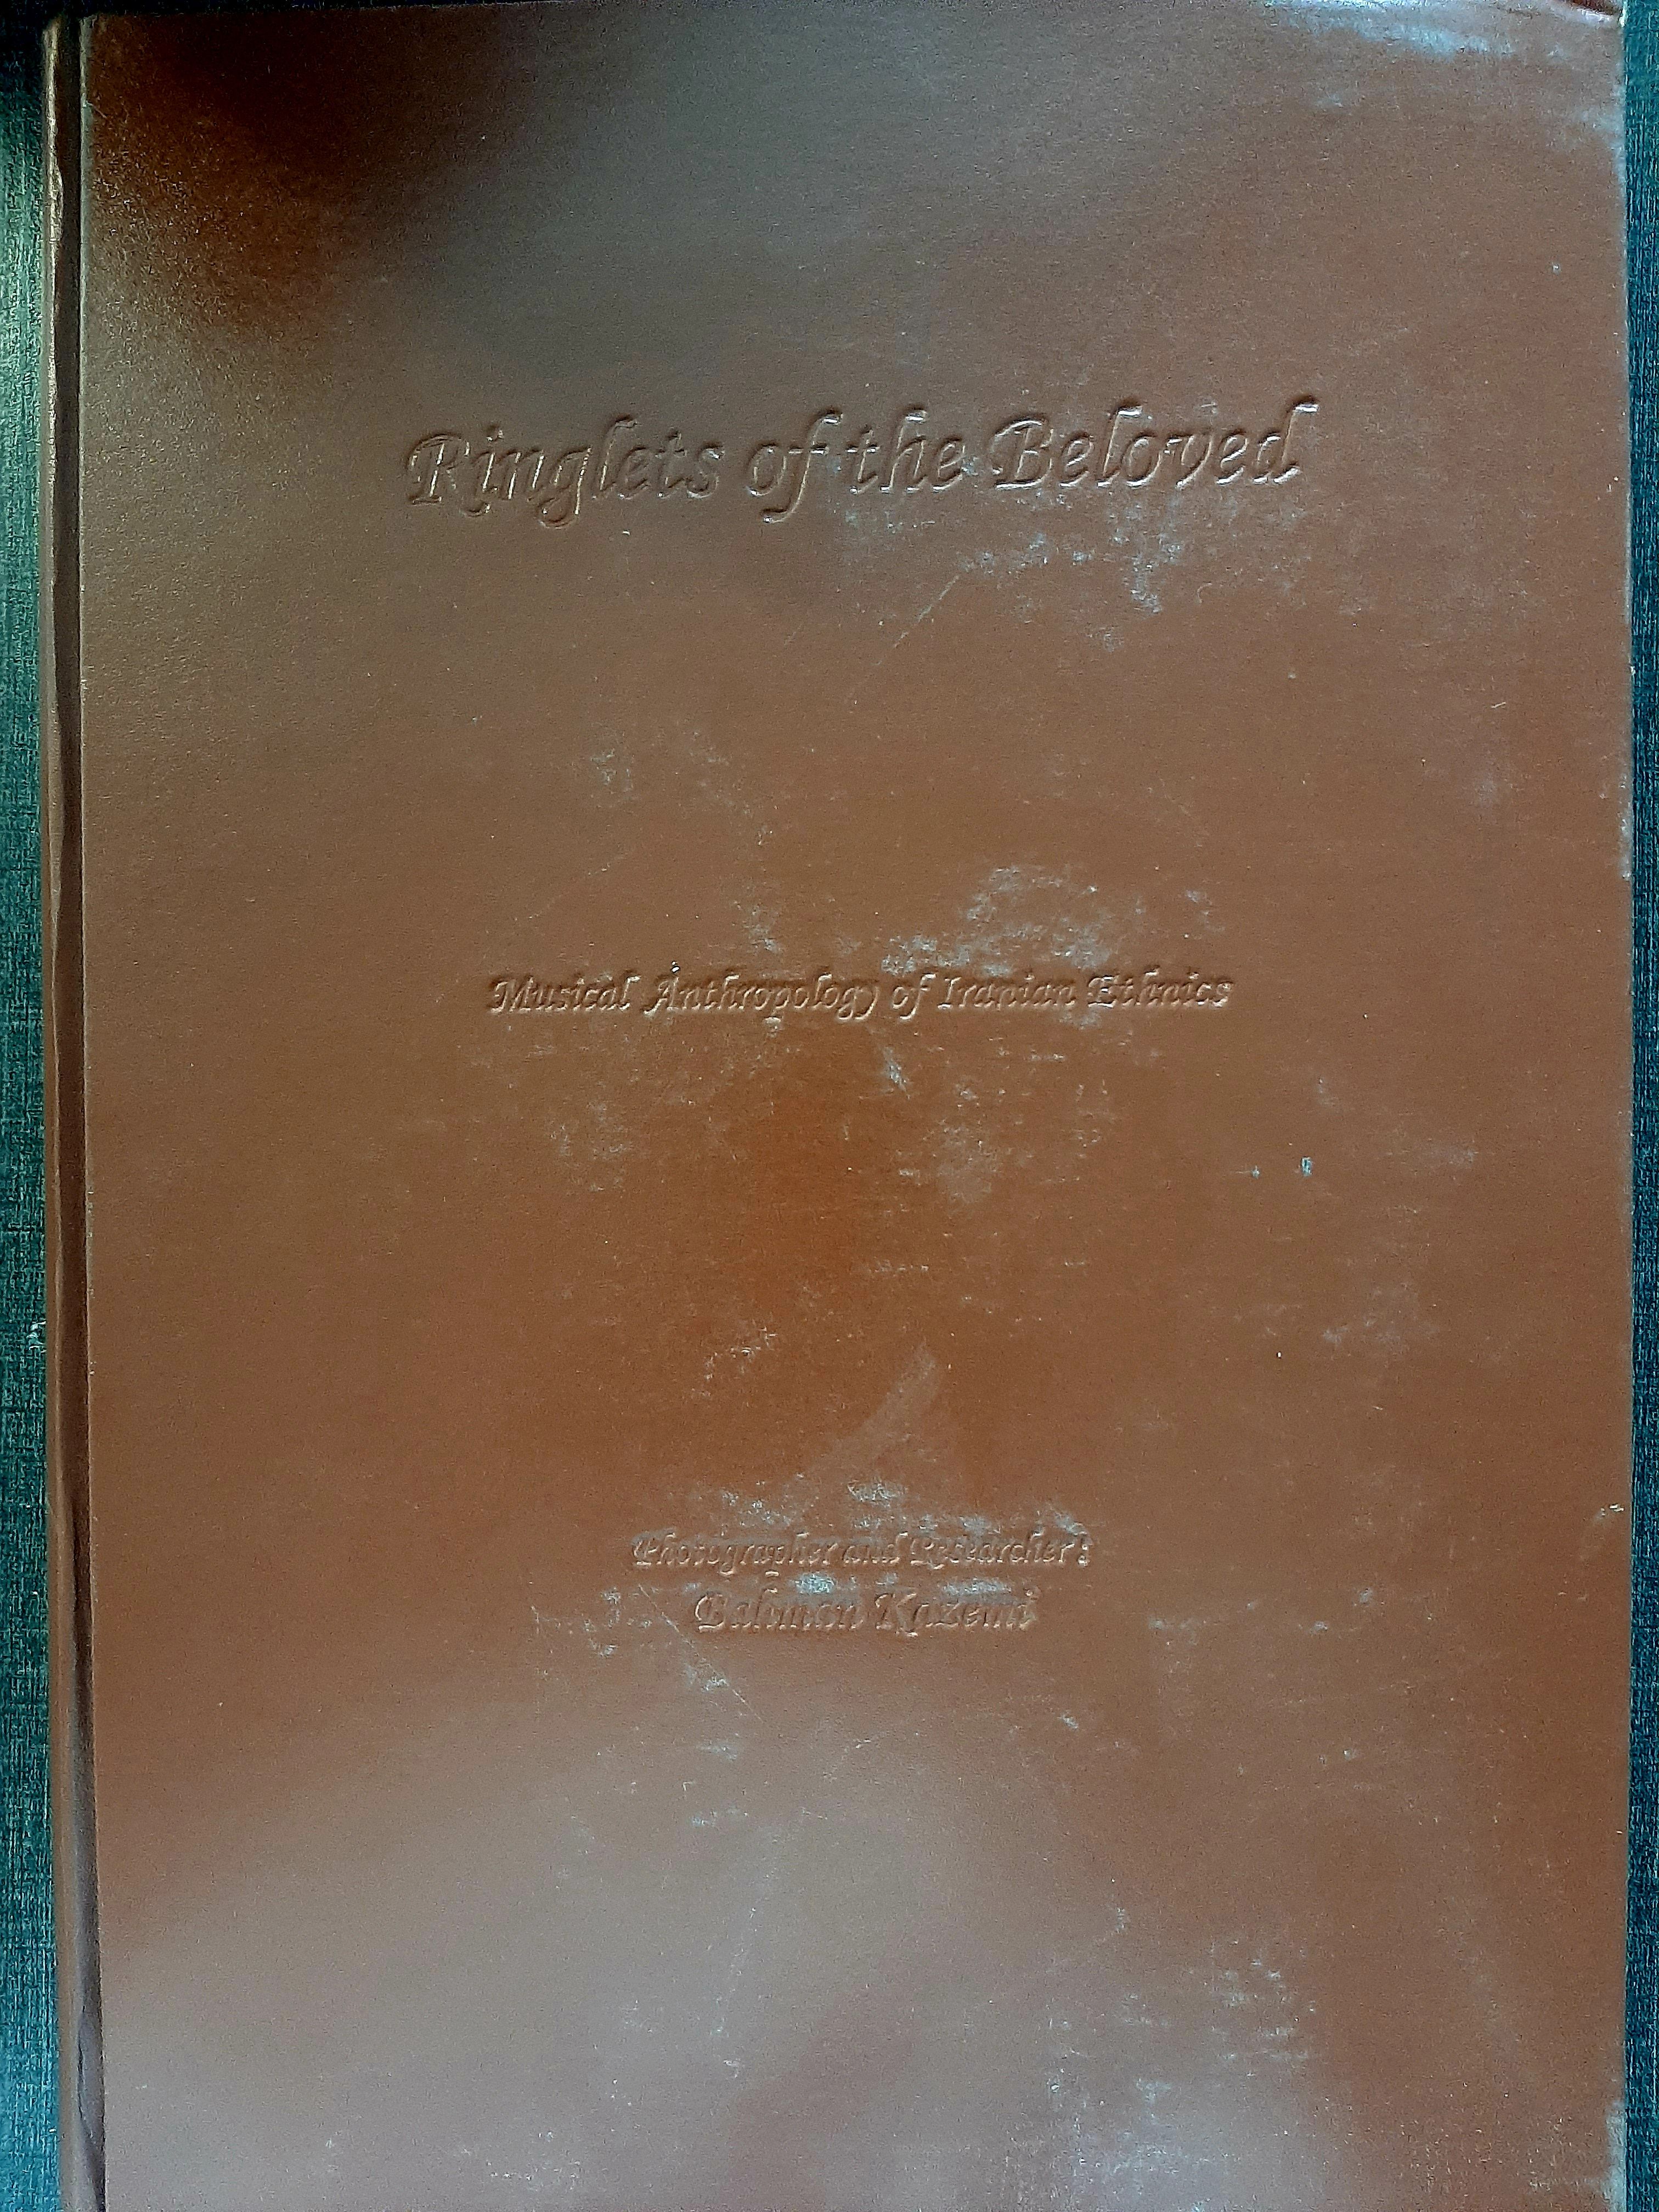 Ringlets of the Beloved
Musical Anthropology of Iranian Ethnics
Photographer and Researcher:
Bahman Kazemi